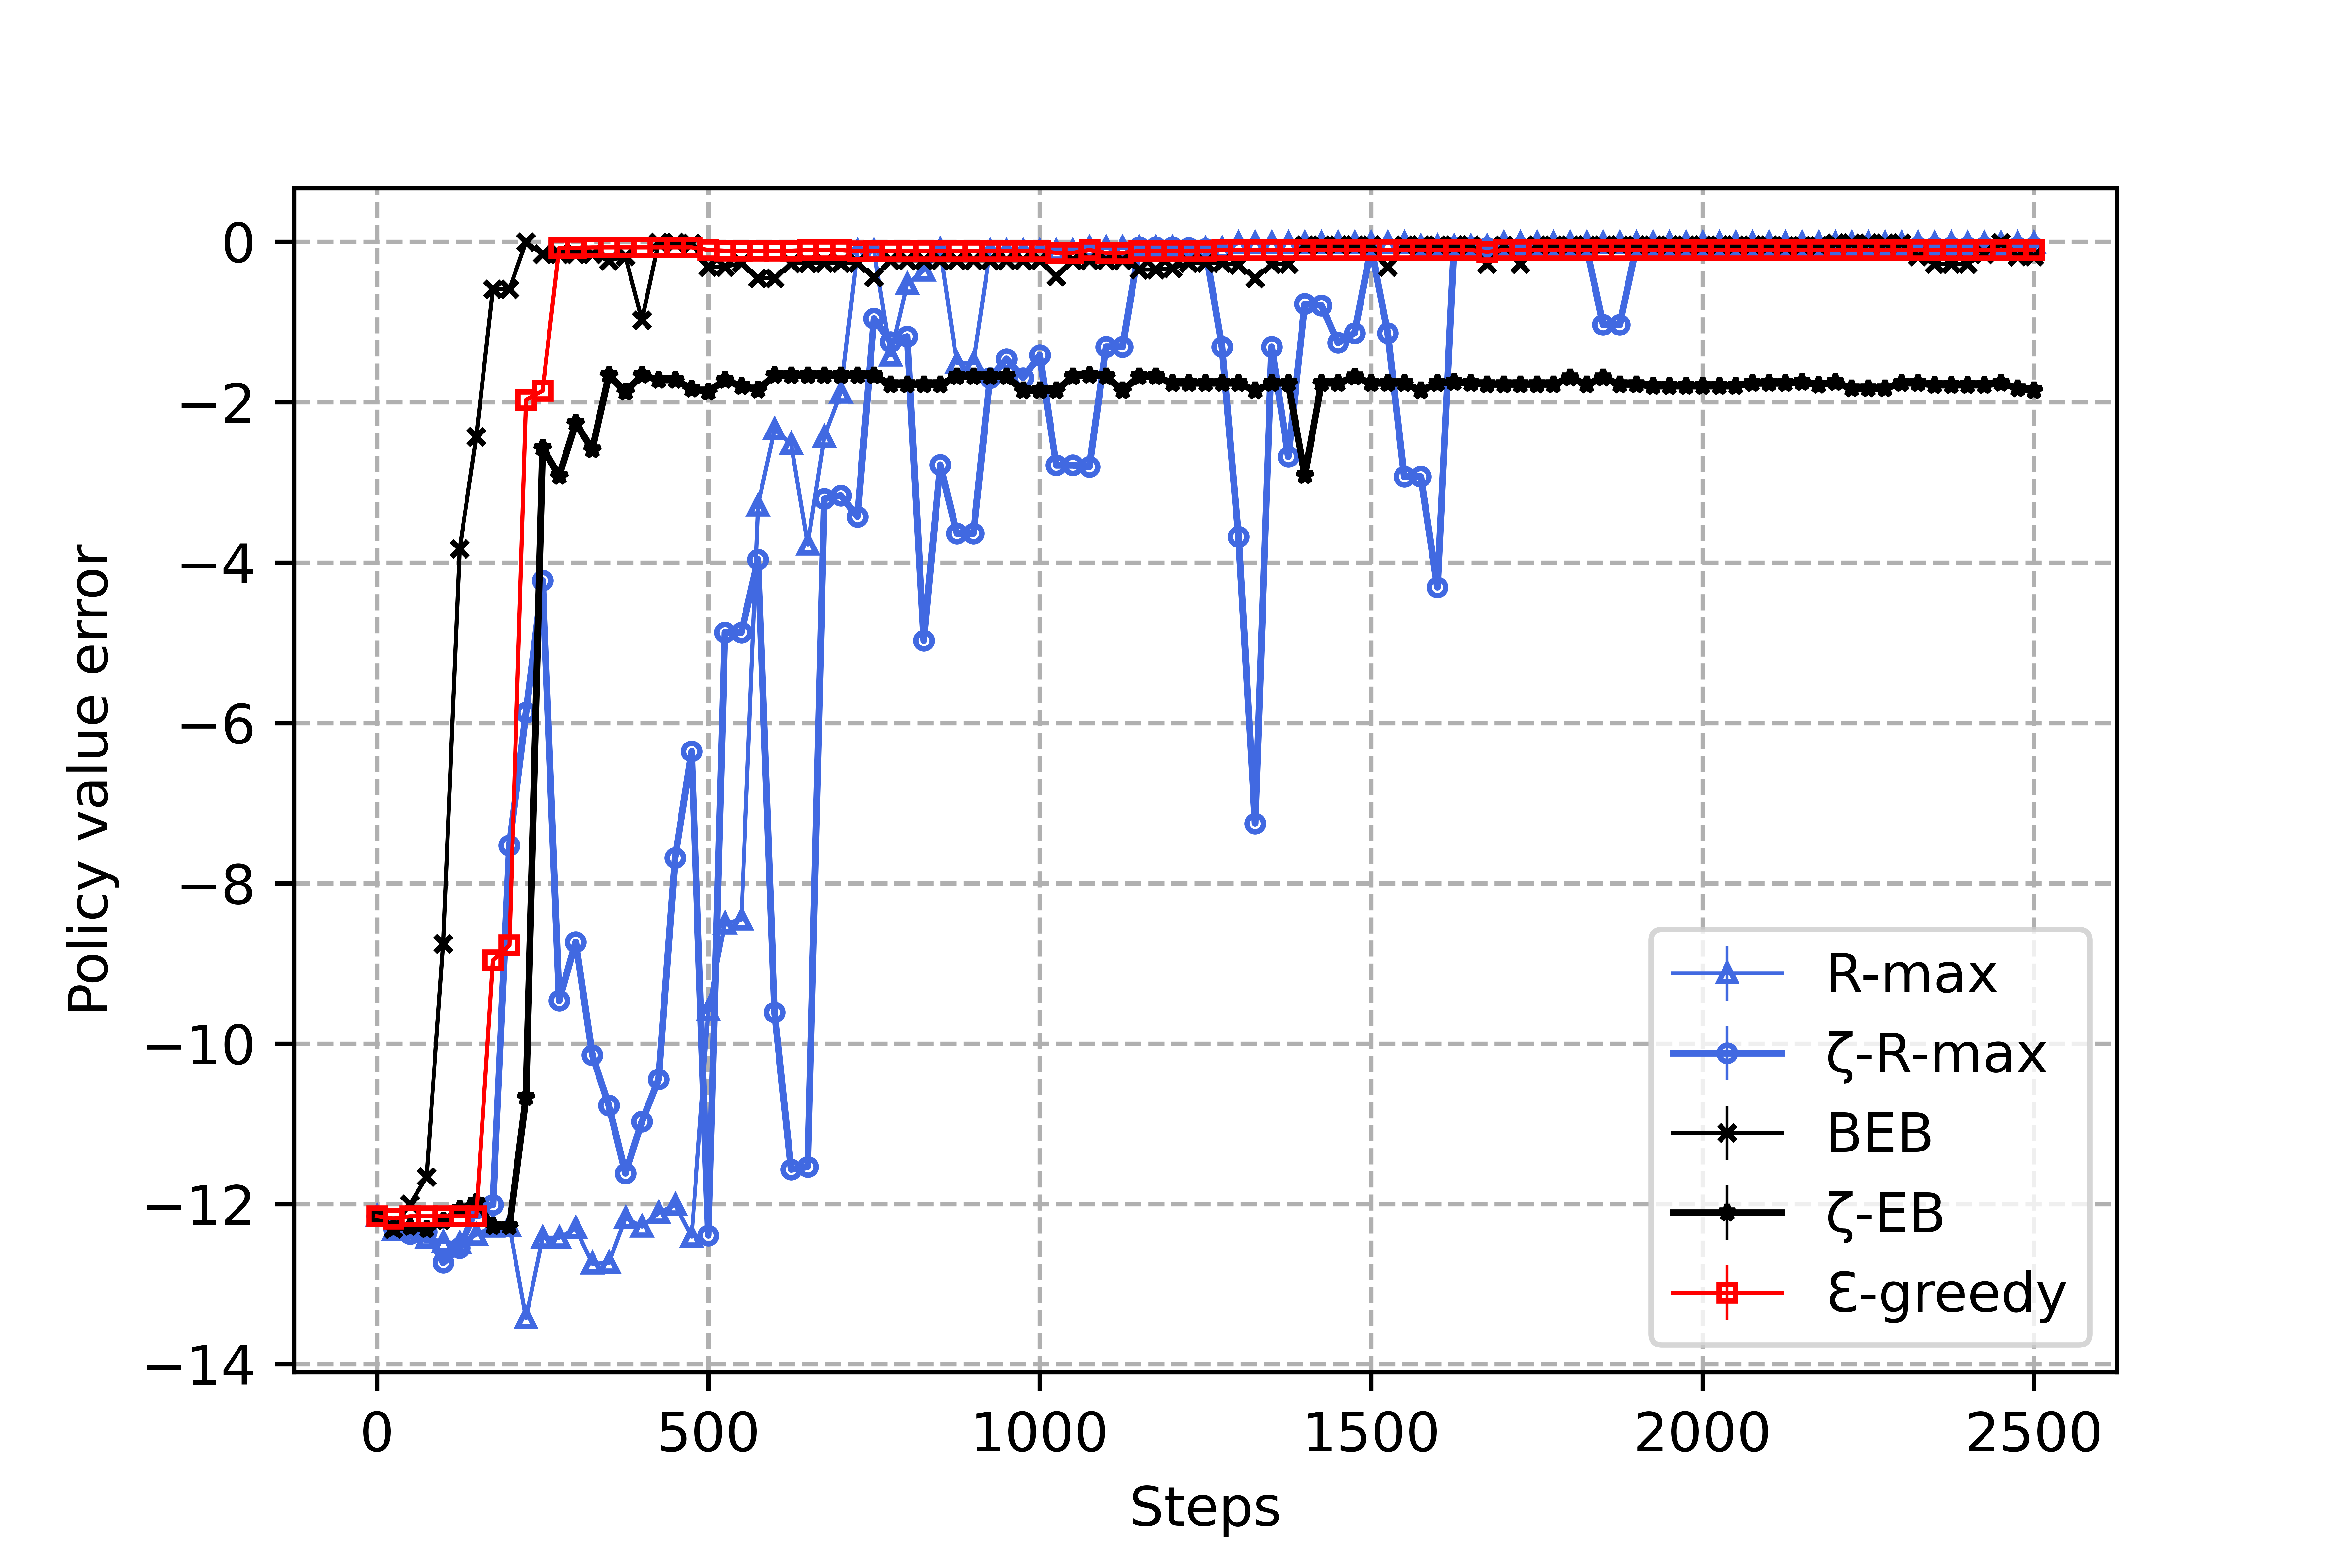 Policy value error
0
−2
−4
−6
−8
−10
−12
−14
0 500 1000 1500 2000 2500
Steps
R-max
ζ-R-max
BEB
ζ-EB
Ɛ-greedy